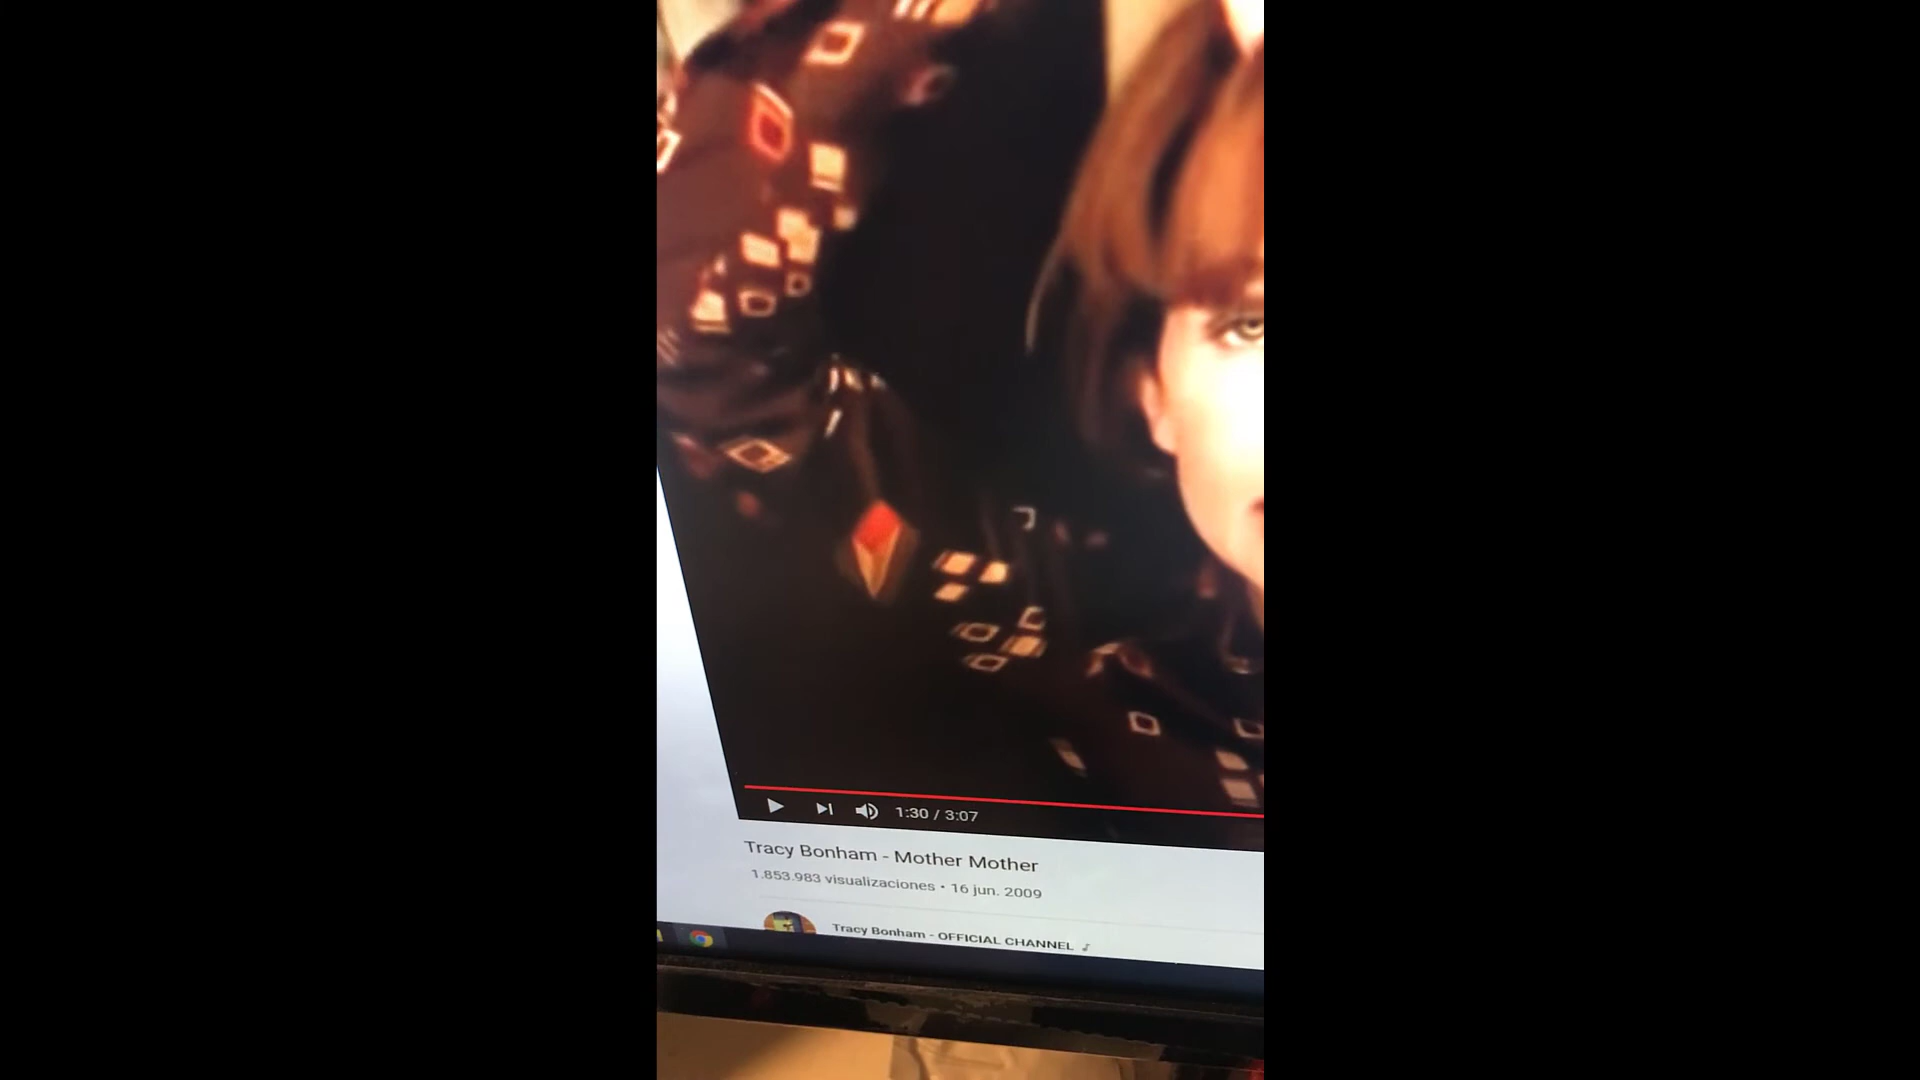 1:30 / 3:07
Tracy Bonham - Mother Mother
1.853.983 visualizaciones • 16 jun. 2009
Tracy Bonham - OFFICIAL CHANNEL ♪